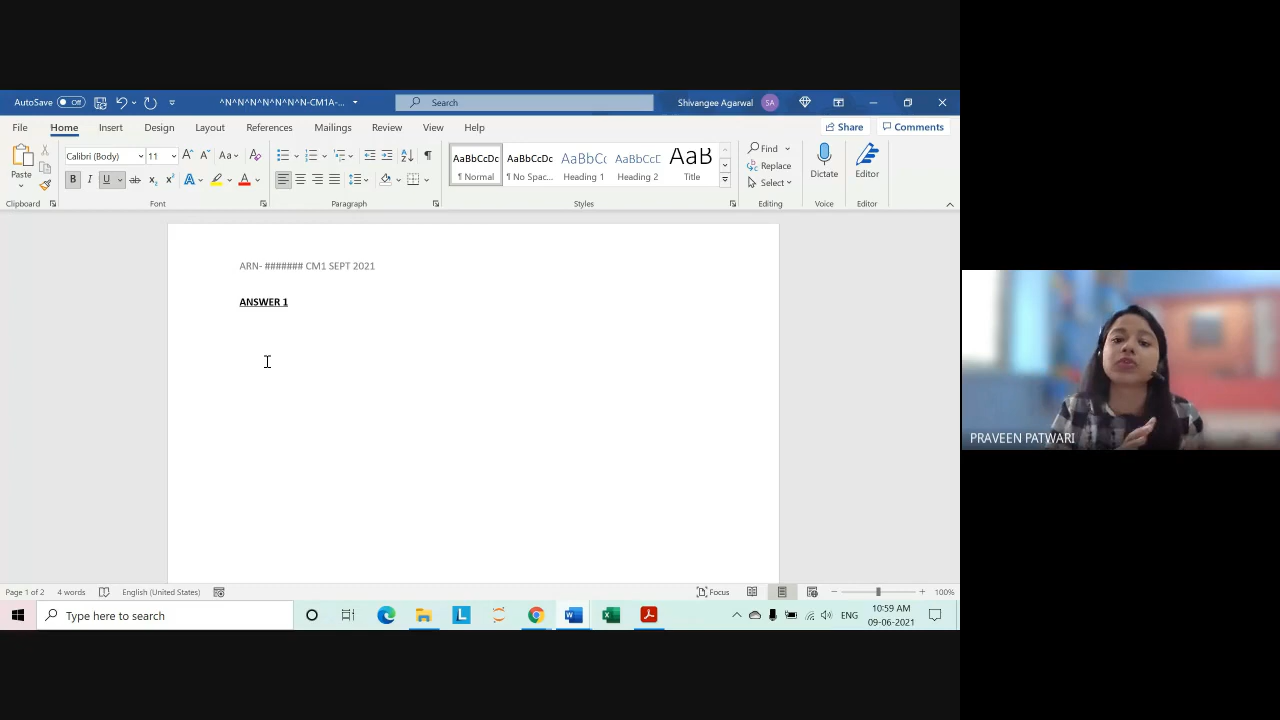 AutoSave Off ^N^N^N^N^N^N^N-CM1A-... Search Shivangee Agarwal SA
File Home Insert Design Layout References Mailings Review View Help Share Comments
Paste
Calibri (Body) 11 Aa
B I U ab x₂ x² A A
AaBbCcDc AaBbCcDc AaBbCc AaBbCcE AaB
¶ Normal ¶ No Spac... Heading 1 Heading 2 Title
Find
Replace
Select
Dictate
Editor
Clipboard Font Paragraph Styles Editing Voice Editor
ARN- ####### CM1 SEPT 2021
ANSWER 1
PRAVEEN PATWARI
Page 1 of 2 4 words English (United States) Focus 100%
Type here to search
L
ENG
10:59 AM
09-06-2021